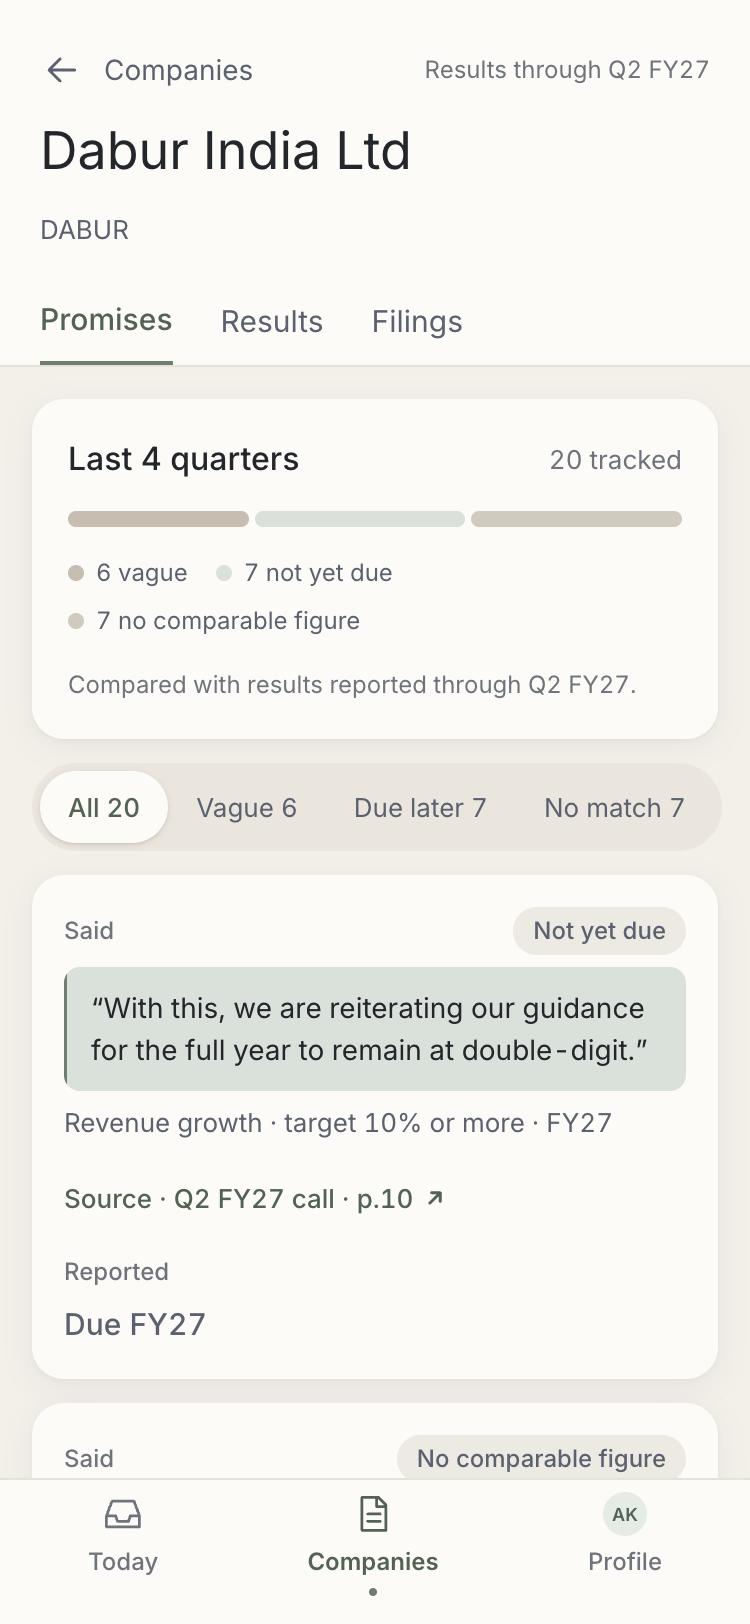 Companies
Results through Q2 FY27
Dabur India Ltd
DABUR
Promises
Results
Filings
Last 4 quarters
20 tracked
6 vague
7 not yet due
7 no comparable figure
Compared with results reported through Q2 FY27.
All 20
Vague 6
Due later 7
No match 7
Said
Not yet due
“With this, we are reiterating our guidance
for the full year to remain at double-digit.”
Revenue growth · target 10% or more · FY27
Source · Q2 FY27 call · p.10 ↗
Reported
Due FY27
Said
No comparable figure
Today
Companies
AK
Profile